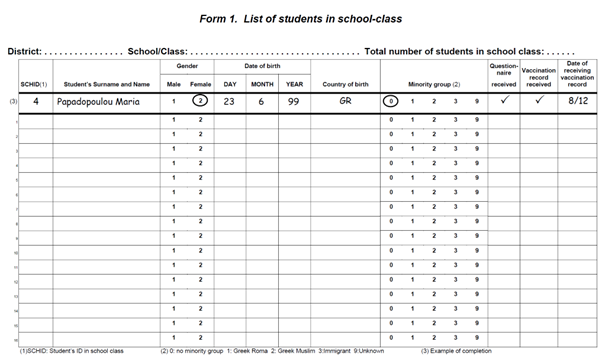 Form 1. List of students in school-class
District: . . . . . . . . . . . . . . . . School/Class: . . . . . . . . . . . . . . . . . . . . . . . . . . . . . . . . . . Total number of students in school class: . . . . . .
SCHID(1) Student's Surname and Name Gender Male Female Date of birth DAY MONTH YEAR Country of birth Minority group (2) Question-naire received Vaccination record received Date of receiving vaccination record
(3) 4 Papadopoulou Maria 1 2 23 6 99 GR 0 1 2 3 9 ✓ ✓ 8/12
1 1 2 0 1 2 3 9
2 1 2 0 1 2 3 9
3 1 2 0 1 2 3 9
4 1 2 0 1 2 3 9
5 1 2 0 1 2 3 9
6 1 2 0 1 2 3 9
7 1 2 0 1 2 3 9
8 1 2 0 1 2 3 9
9 1 2 0 1 2 3 9
10 1 2 0 1 2 3 9
11 1 2 0 1 2 3 9
12 1 2 0 1 2 3 9
13 1 2 0 1 2 3 9
14 1 2 0 1 2 3 9
15 1 2 0 1 2 3 9
16 1 2 0 1 2 3 9
(1)SCHID: Student's ID in school class (2) 0: no minority group 1: Greek Roma 2: Greek Muslim 3:Immigrant 9:Unknown (3) Example of completion